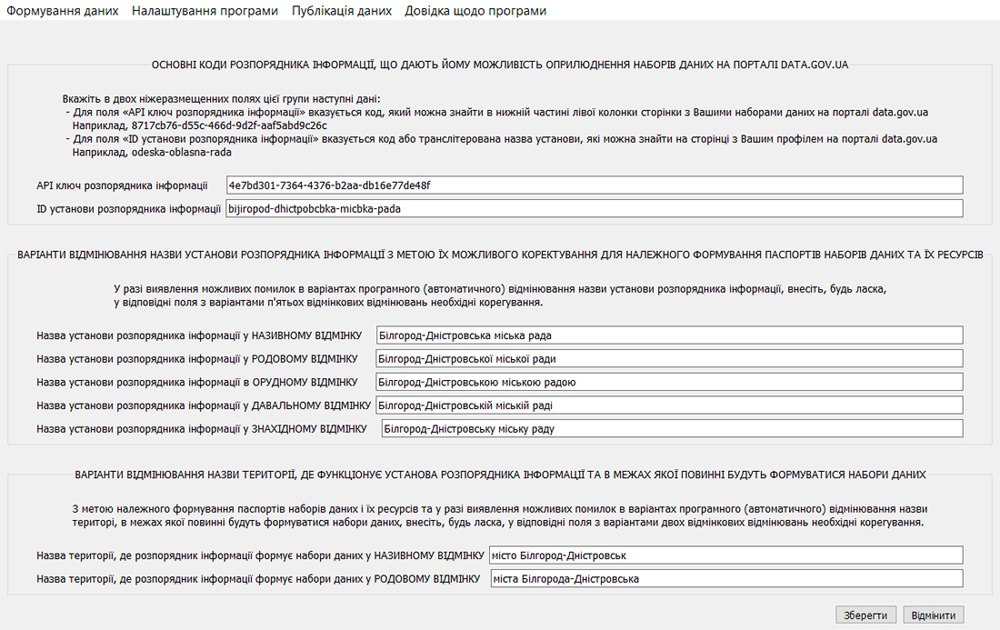 Формування даних Налаштування програми Публікація даних Довідка щодо програми
ОСНОВНІ КОДИ РОЗПОРЯДНИКА ІНФОРМАЦІЇ, ЩО ДАЮТЬ ЙОМУ МОЖЛИВІСТЬ ОПРИЛЮДНЕННЯ НАБОРІВ ДАНИХ НА ПОРТАЛІ DATA.GOV.UA
Вкажіть в двох ніжеразмещенних полях цієї групи наступні дані:
- Для поля «API ключ розпорядника інформації» вказується код, який можна знайти в нижній частині лівої колонки сторінки з Вашими наборами даних на порталі data.gov.ua
Наприклад, 8717cb76-d55c-466d-9d2f-aaf5abd9c26c
- Для поля «ID установи розпорядника інформації» вказується код або транслітерована назва установи, які можна знайти на сторінці з Вашим профілем на порталі data.gov.ua
Наприклад, odeska-oblasna-rada
API ключ розпорядника інформації 4e7bd301-7364-4376-b2aa-db16e77de48f
ID установи розпорядника інформації bijiropod-dhictpobcbka-micbka-pada
ВАРІАНТИ ВІДМІНЮВАННЯ НАЗВИ УСТАНОВИ РОЗПОРЯДНИКА ІНФОРМАЦІЇ З МЕТОЮ ЇХ МОЖЛИВОГО КОРЕКТУВАННЯ ДЛЯ НАЛЕЖНОГО ФОРМУВАННЯ ПАСПОРТІВ НАБОРІВ ДАНИХ ТА ЇХ РЕСУРСІВ
У разі виявлення можливих помилок в варіантах програмного (автоматичного) відмінювання назви установи розпорядника інформації, внесіть, будь ласка,
у відповідні поля з варіантами п'ятьох відмінкових відмінювань необхідні корегування.
Назва установи розпорядника інформації у НАЗИВНОМУ ВІДМІНКУ Білгород-Дністровська міська рада
Назва установи розпорядника інформації у РОДОВОМУ ВІДМІНКУ Білгород-Дністровської міської ради
Назва установи розпорядника інформації в ОРУДНОМУ ВІДМІНКУ Білгород-Дністровською міською радою
Назва установи розпорядника інформації у ДАВАЛЬНОМУ ВІДМІНКУ Білгород-Дністровській міській раді
Назва установи розпорядника інформації у ЗНАХІДНОМУ ВІДМІНКУ Білгород-Дністровську міську раду
ВАРІАНТИ ВІДМІНЮВАННЯ НАЗВИ ТЕРИТОРІЇ, ДЕ ФУНКЦІОНУЄ УСТАНОВА РОЗПОРЯДНИКА ІНФОРМАЦІЇ ТА В МЕЖАХ ЯКОЇ ПОВИННІ БУДУТЬ ФОРМУВАТИСЯ НАБОРИ ДАНИХ
З метою належного формування паспортів наборів даних і їх ресурсів та у разі виявлення можливих помилок в варіантах програмного (автоматичного) відмінювання назви
територі, в межах якої повинні будуть формуватися набори даних, внесіть, будь ласка, у відповідні поля з варіантами двох відмінкових відмінювань необхідні корегування.
Назва території, де розпорядник інформації формує набори даних у НАЗИВНОМУ ВІДМІНКУ місто Білгород-Дністровськ
Назва території, де розпорядник інформації формує набори даних у РОДОВОМУ ВІДМІНКУ міста Білгорода-Дністровська
Зберегти Відмінити